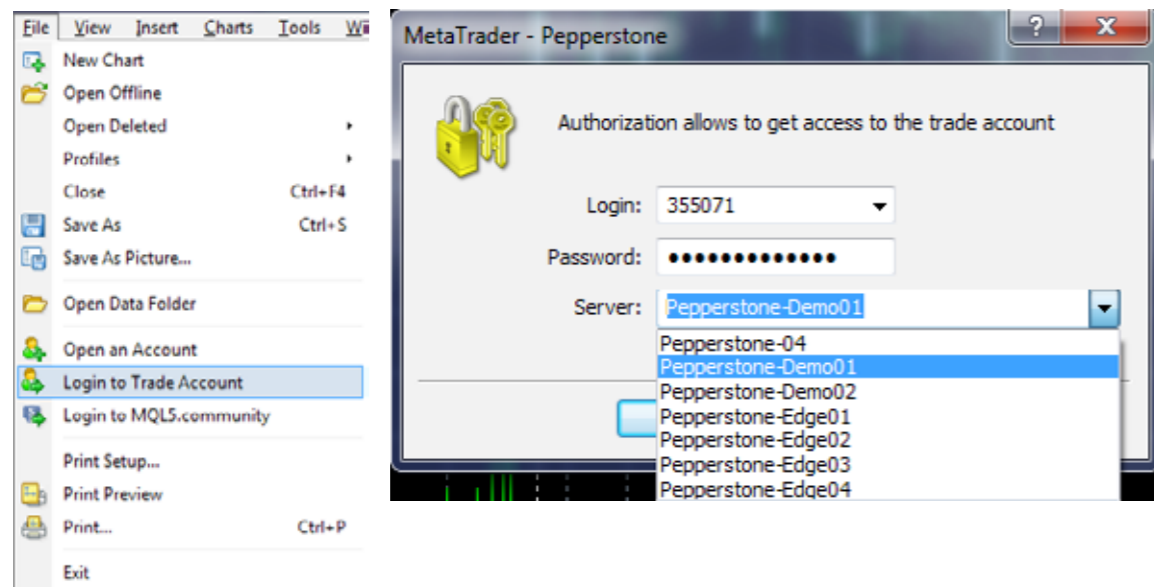 File View Insert Charts Tools
New Chart
Open Offline
Open Deleted
Profiles
Close Ctrl+F4
Save As Ctrl+S
Save As Picture...
Open Data Folder
Open an Account
Login to Trade Account
Login to MQL5.community
Print Setup...
Print Preview
Print... Ctrl+P
Exit
MetaTrader - Pepperstone
Authorization allows to get access to the trade account
Login: 355071
Password: •••••••••••••
Server: Pepperstone-Demo01
Pepperstone-04
Pepperstone-Demo01
Pepperstone-Demo02
Pepperstone-Edge01
Pepperstone-Edge02
Pepperstone-Edge03
Pepperstone-Edge04